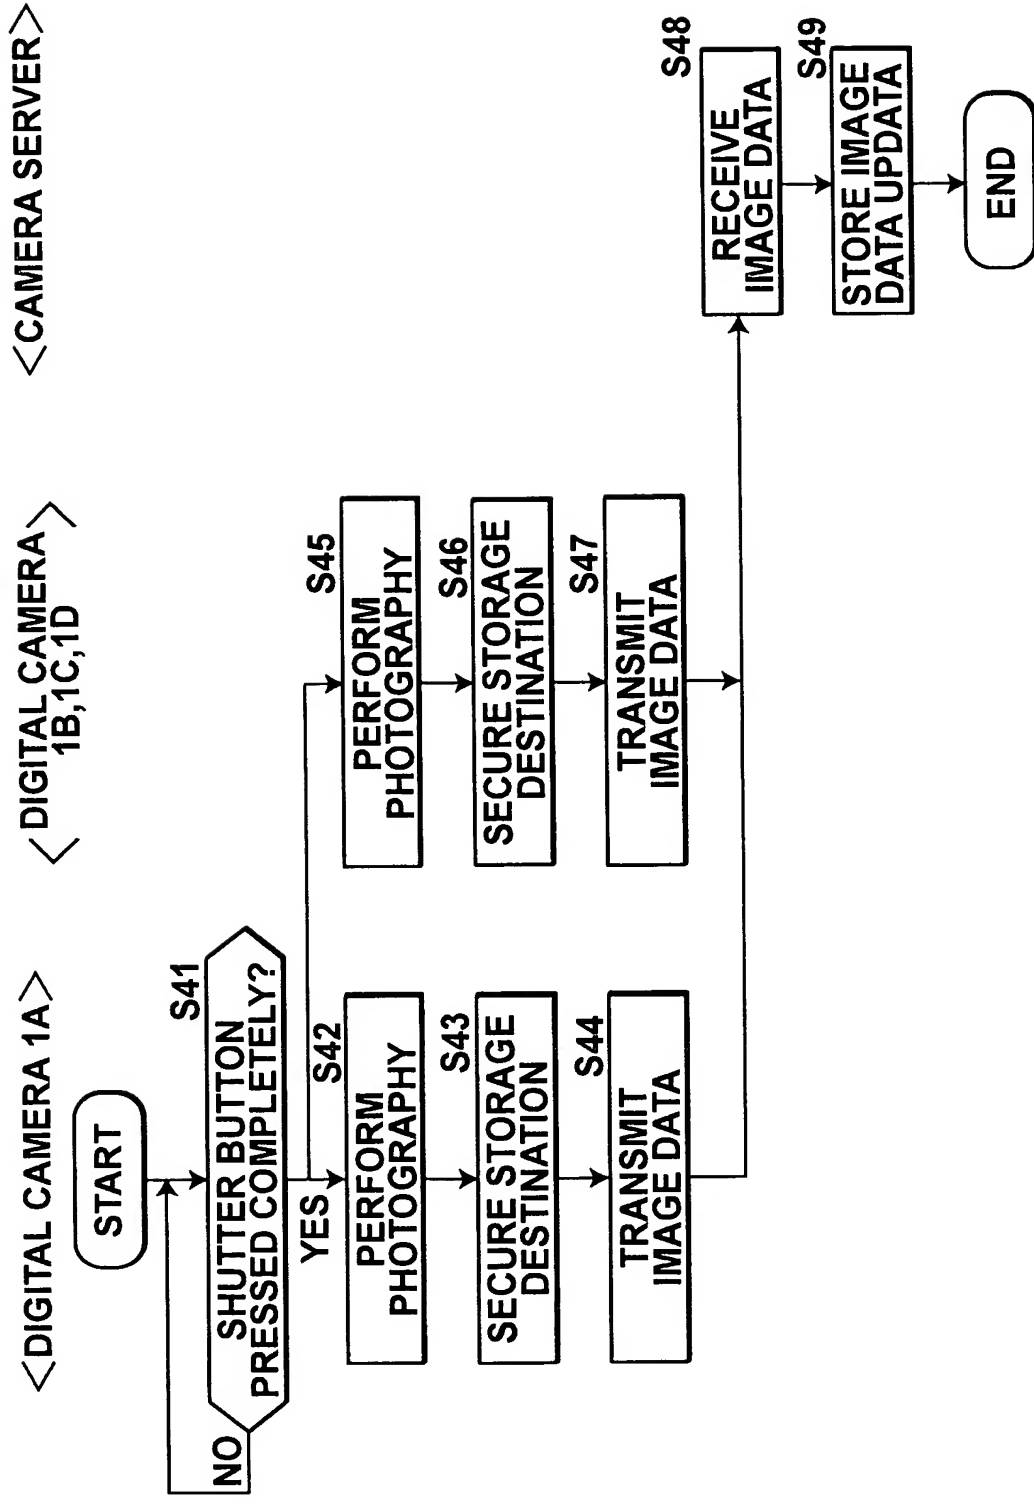 <DIGITAL CAMERA 1A>
START
S41
SHUTTER BUTTON
PRESSED COMPLETELY?
NO
YES
S42
PERFORM
PHOTOGRAPHY
S43
SECURE STORAGE
DESTINATION
S44
TRANSMIT
IMAGE DATA
<DIGITAL CAMERA
1B,1C,1D>
S45
PERFORM
PHOTOGRAPHY
S46
SECURE STORAGE
DESTINATION
S47
TRANSMIT
IMAGE DATA
<CAMERA SERVER>
S48
RECEIVE
IMAGE DATA
S49
STORE IMAGE
DATA UPDATA
END